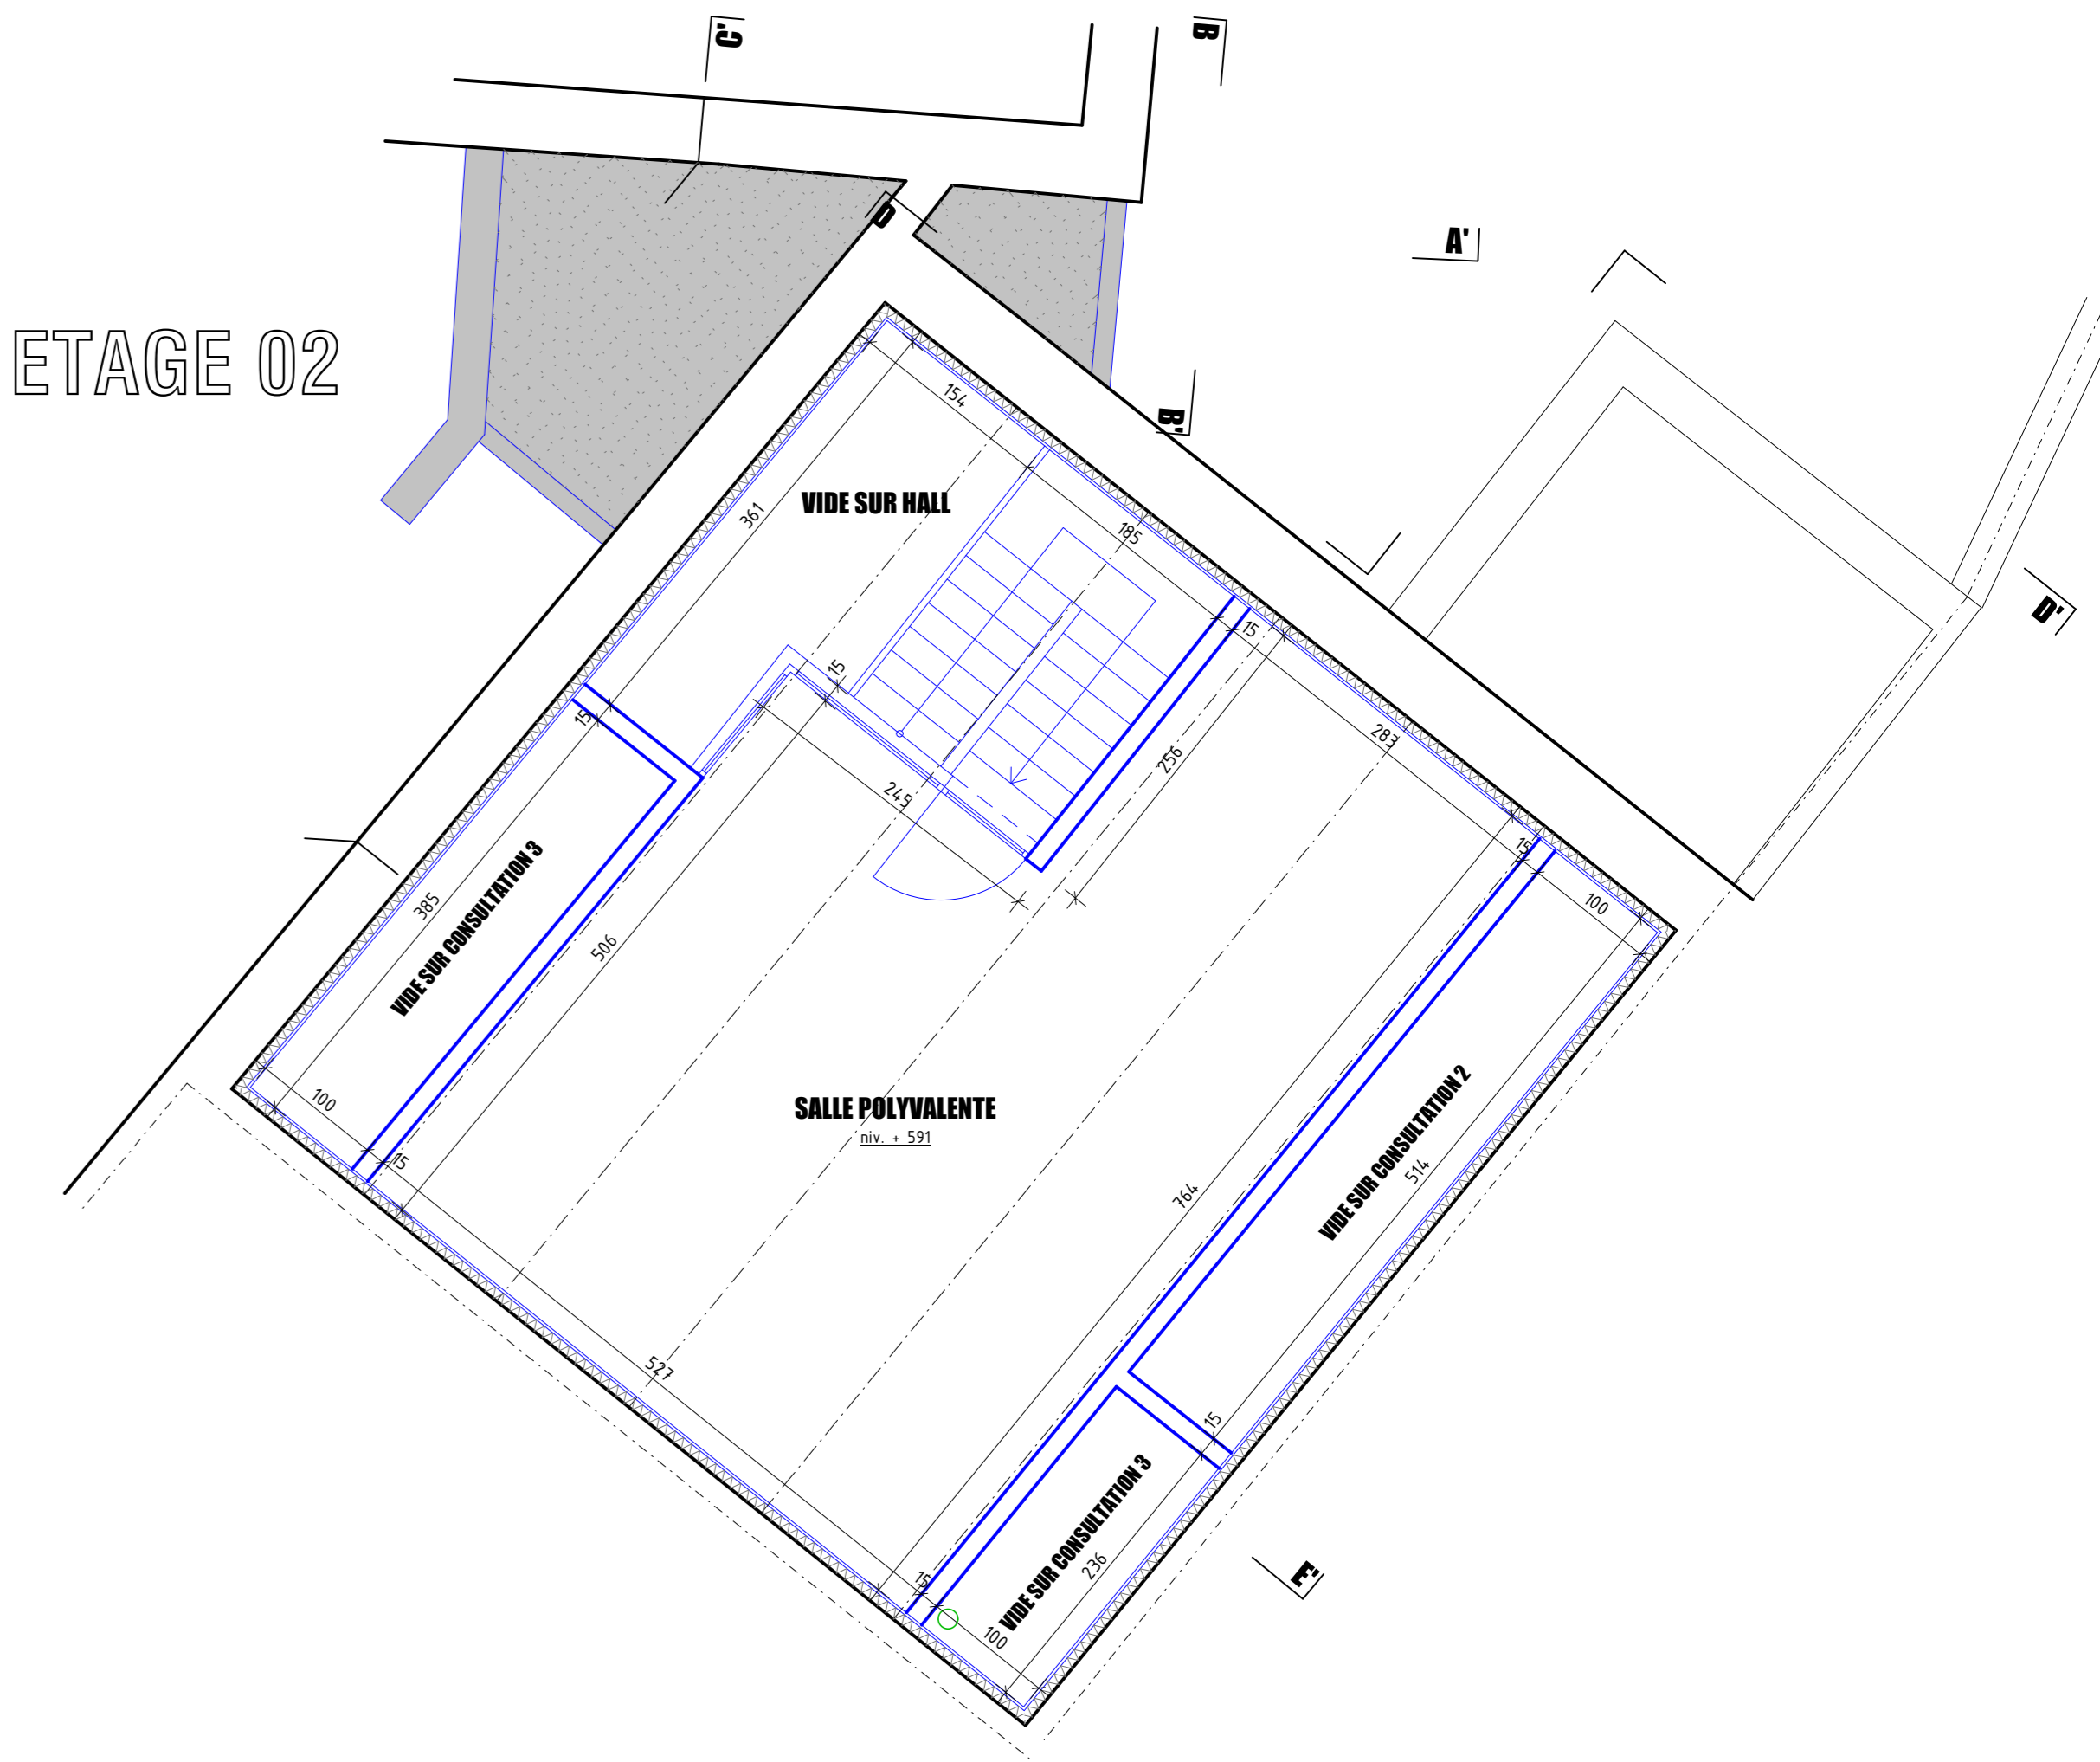 C'
B
D
A'
ETAGE 02
154
B'
VIDE SUR HALL
361
185
D'
15
15
15
283
256
245
15
385
VIDE SUR CONSULTATION 3
506
100
100
15
SALLE POLYVALENTE
niv. + 591
764
VIDE SUR CONSULTATION 2
514
527
15
VIDE SUR CONSULTATION 3
236
15
100